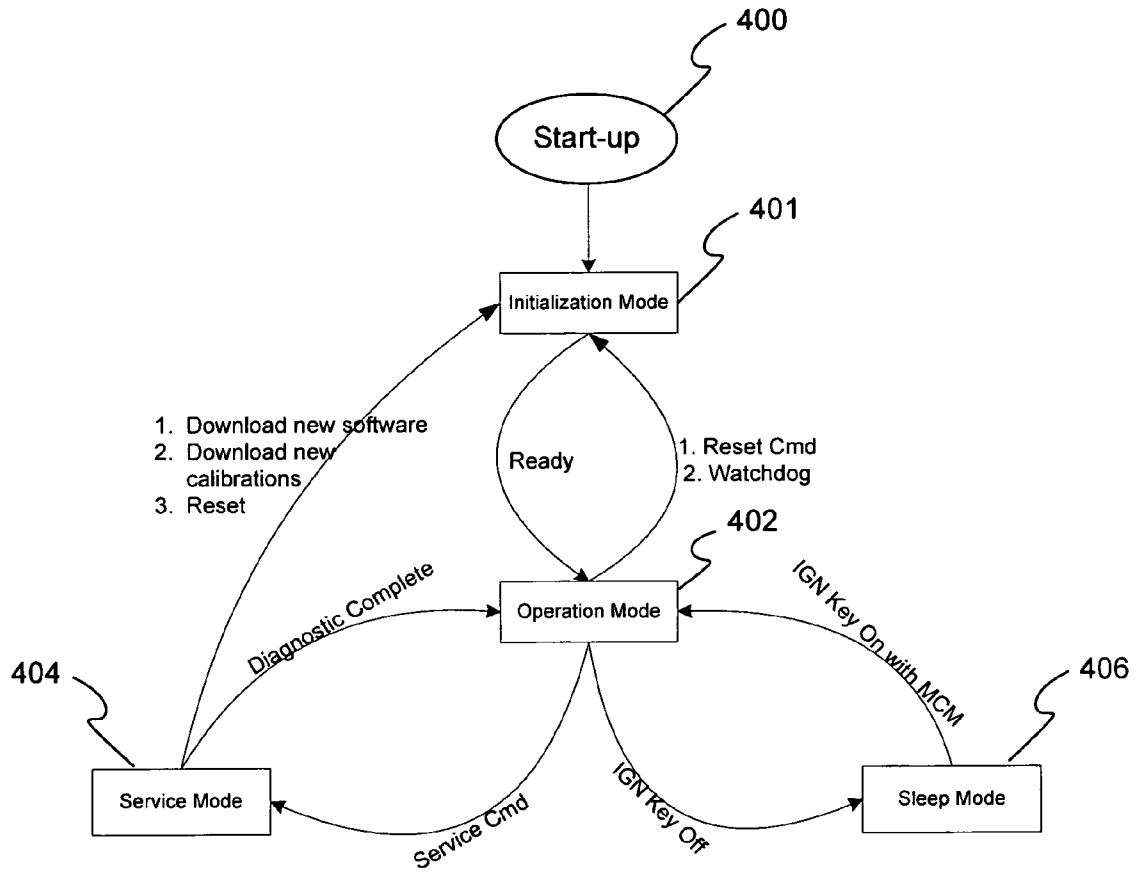 400
Start-up
401
Initialization Mode
1. Download new software
2. Download new
calibrations
3. Reset
Ready
1. Reset Cmd
2. Watchdog
402
Operation Mode
Diagnostic Complete
IGN Key On with MCM
404
406
Service Mode
Service Cmd
IGN Key Off
Sleep Mode